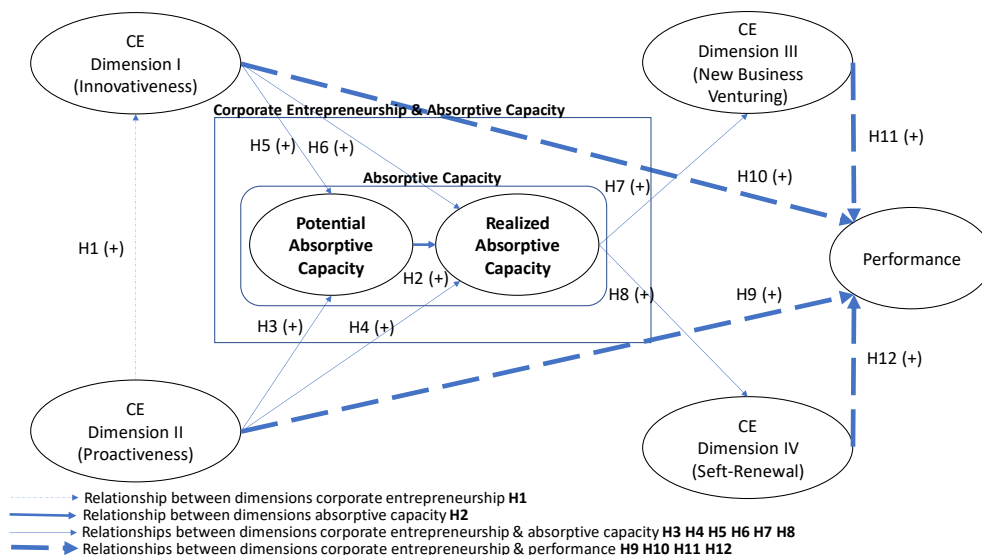 CE
Dimension I
(Innovativeness)
CE
Dimension III
(New Business
Venturing)
Corporate Entrepreneurship & Absorptive Capacity
H5 (+)
H6 (+)
H11 (+)
Absorptive Capacity
H7 (+)
H10 (+)
Potential
Absorptive
Capacity
Realized
Absorptive
Capacity
H1 (+)
H2 (+)
Performance
H8 (+)
H9 (+)
H3 (+)
H4 (+)
H12 (+)
CE
Dimension II
(Proactiveness)
CE
Dimension IV
(Seft-Renewal)
Relationship between dimensions corporate entrepreneurship H1
Relationship between dimensions absorptive capacity H2
Relationships between dimensions corporate entrepreneurship & absorptive capacity H3 H4 H5 H6 H7 H8
Relationships between dimensions corporate entrepreneurship & performance H9 H10 H11 H12